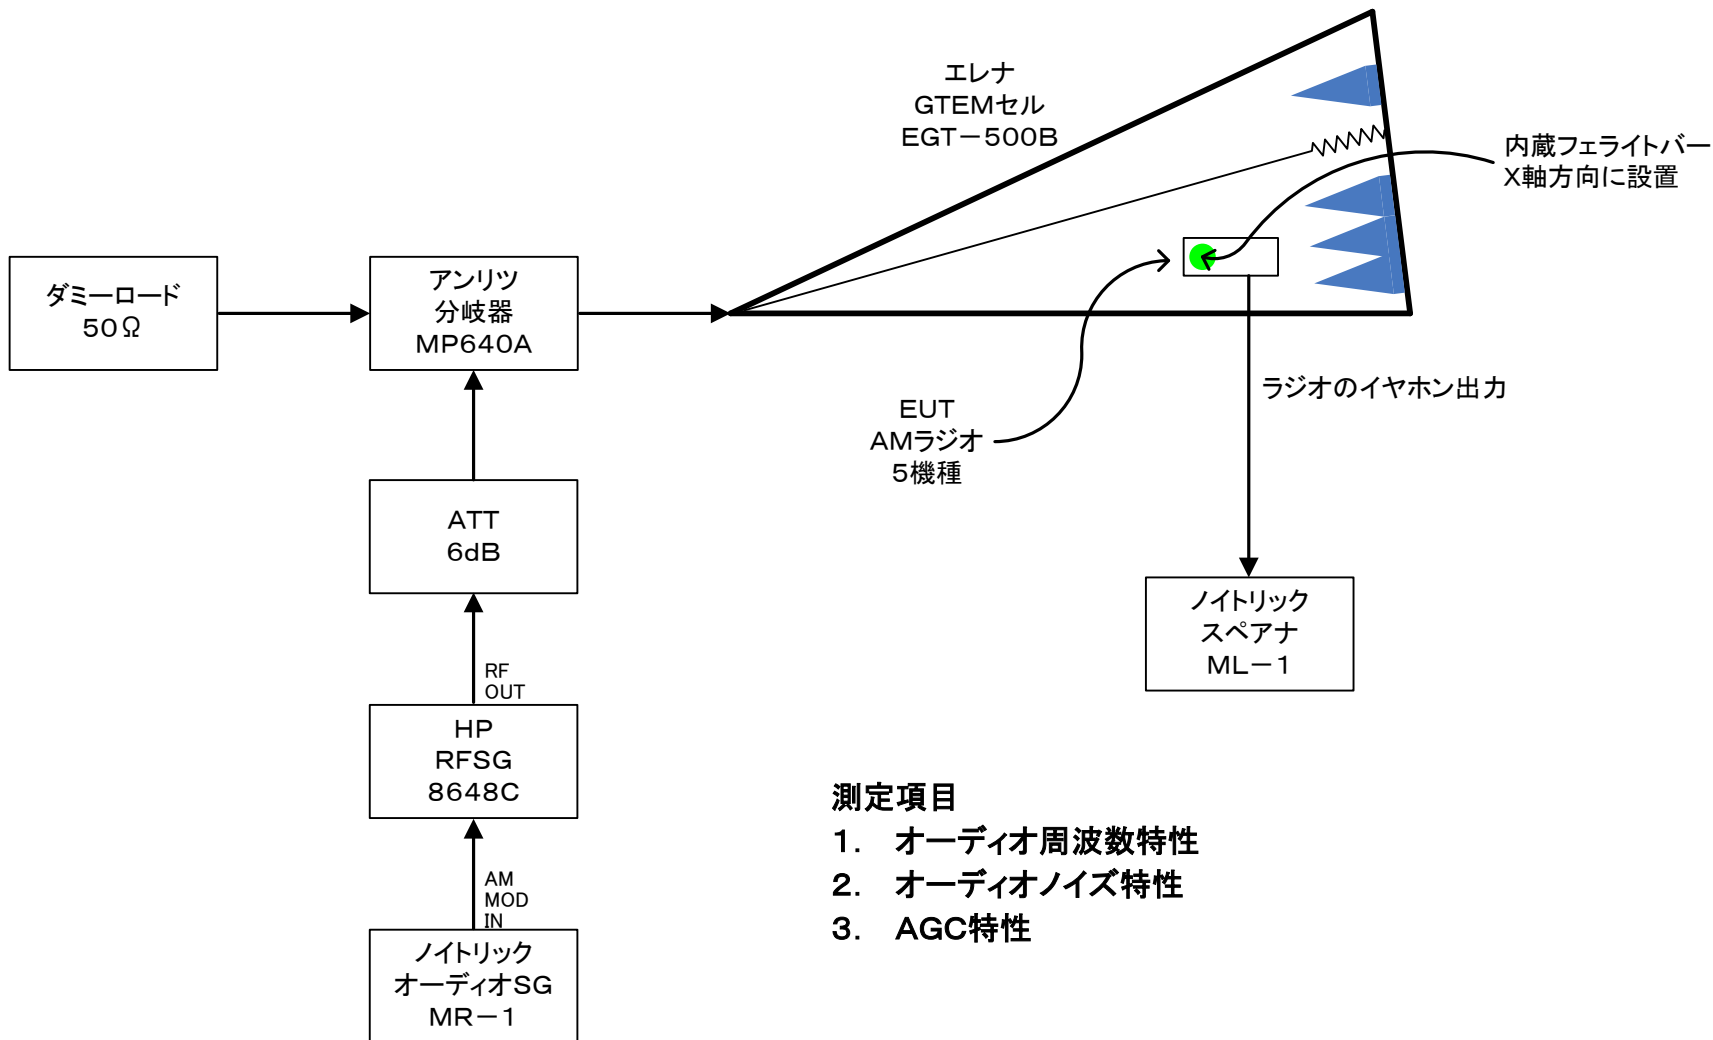 エレナ
GTEMセル
EGT－500B
内蔵フェライトバー
X軸方向に設置
ダミーロード
50Ω
アンリツ
分岐器
MP640A
ラジオのイヤホン出力
EUT
AMラジオ
5機種
ATT
6dB
ノイトリック
スペアナ
ML－1
RF
OUT
HP
RFSG
8648C
測定項目
1. オーディオ周波数特性
2. オーディオノイズ特性
3. AGC特性
AM
MOD
IN
ノイトリック
オーディオSG
MR－1